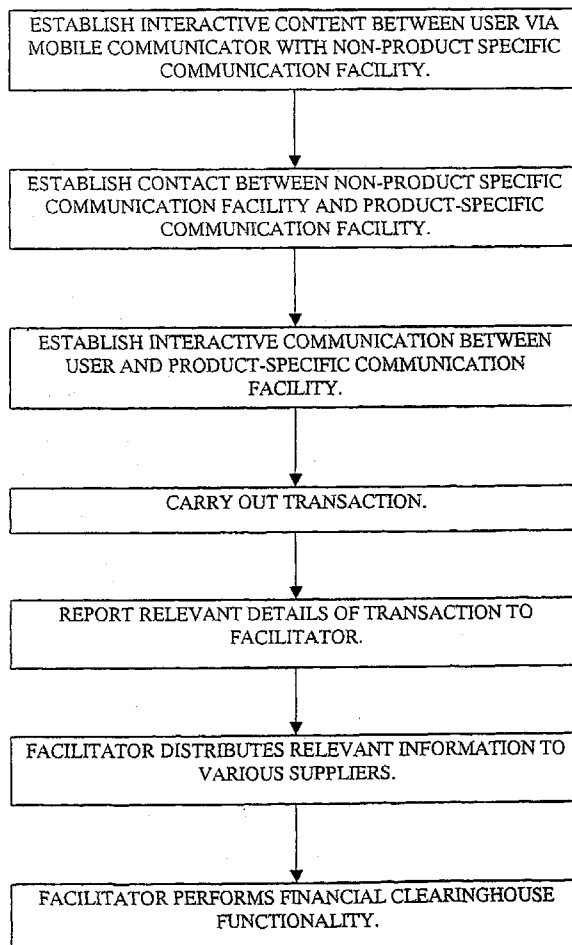 ESTABLISH INTERACTIVE CONTENT BETWEEN USER VIA
MOBILE COMMUNICATOR WITH NON-PRODUCT SPECIFIC
COMMUNICATION FACILITY.
ESTABLISH CONTACT BETWEEN NON-PRODUCT SPECIFIC
COMMUNICATION FACILITY AND PRODUCT-SPECIFIC
COMMUNICATION FACILITY.
ESTABLISH INTERACTIVE COMMUNICATION BETWEEN
USER AND PRODUCT-SPECIFIC COMMUNICATION
FACILITY.
CARRY OUT TRANSACTION.
REPORT RELEVANT DETAILS OF TRANSACTION TO
FACILITATOR.
FACILITATOR DISTRIBUTES RELEVANT INFORMATION TO
VARIOUS SUPPLIERS.
FACILITATOR PERFORMS FINANCIAL CLEARINGHOUSE
FUNCTIONALITY.